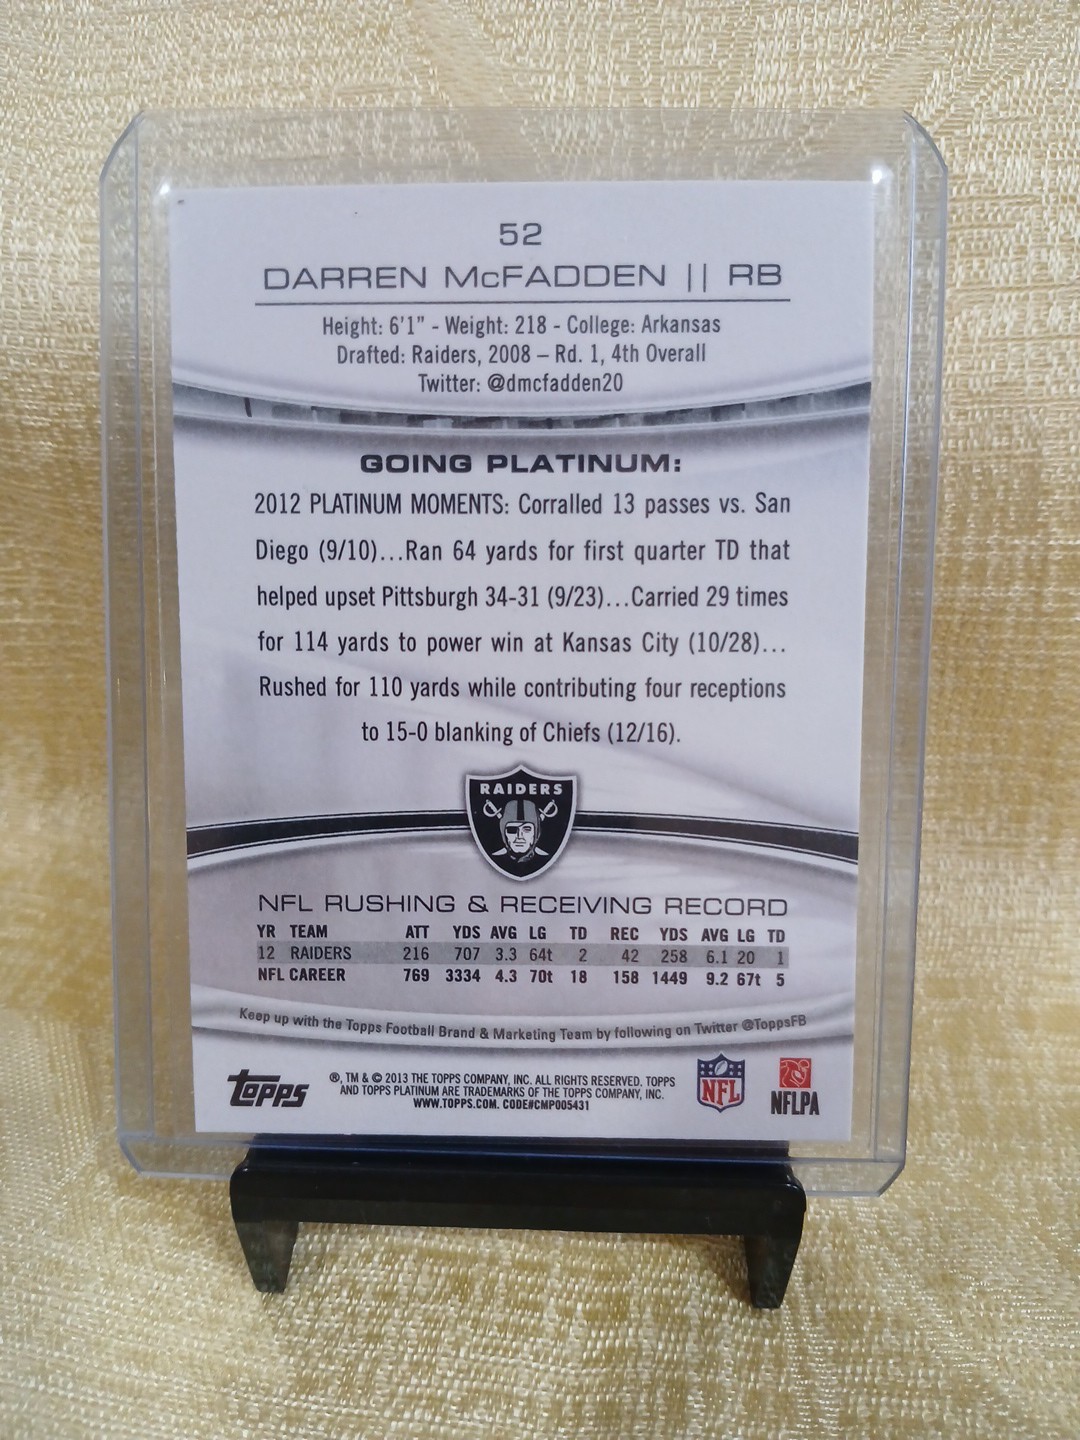 52
DARREN McFADDEN || RB
Height: 6'1" - Weight: 218 - College: Arkansas
Drafted: Raiders, 2008 – Rd. 1, 4th Overall
Twitter: @dmcfadden20
GOING PLATINUM:
2012 PLATINUM MOMENTS: Corralled 13 passes vs. San
Diego (9/10)...Ran 64 yards for first quarter TD that
helped upset Pittsburgh 34-31 (9/23)...Carried 29 times
for 114 yards to power win at Kansas City (10/28)...
Rushed for 110 yards while contributing four receptions
to 15-0 blanking of Chiefs (12/16).
RAIDERS
NFL RUSHING & RECEIVING RECORD
YR TEAM ATT YDS AVG LG TD REC YDS AVG LG TD
12 RAIDERS 216 707 3.3 64t 2 42 258 6.1 20 1
NFL CAREER 769 3334 4.3 70t 18 158 1449 9.2 67t 5
Keep up with the Topps Football Brand & Marketing Team by following on Twitter @ToppsFB
topps
®, TM & © 2013 THE TOPPS COMPANY, INC. ALL RIGHTS RESERVED. TOPPS
AND TOPPS PLATINUM ARE TRADEMARKS OF THE TOPPS COMPANY, INC.
WWW.TOPPS.COM. CODE#CMP005431
NFL
NFLPA